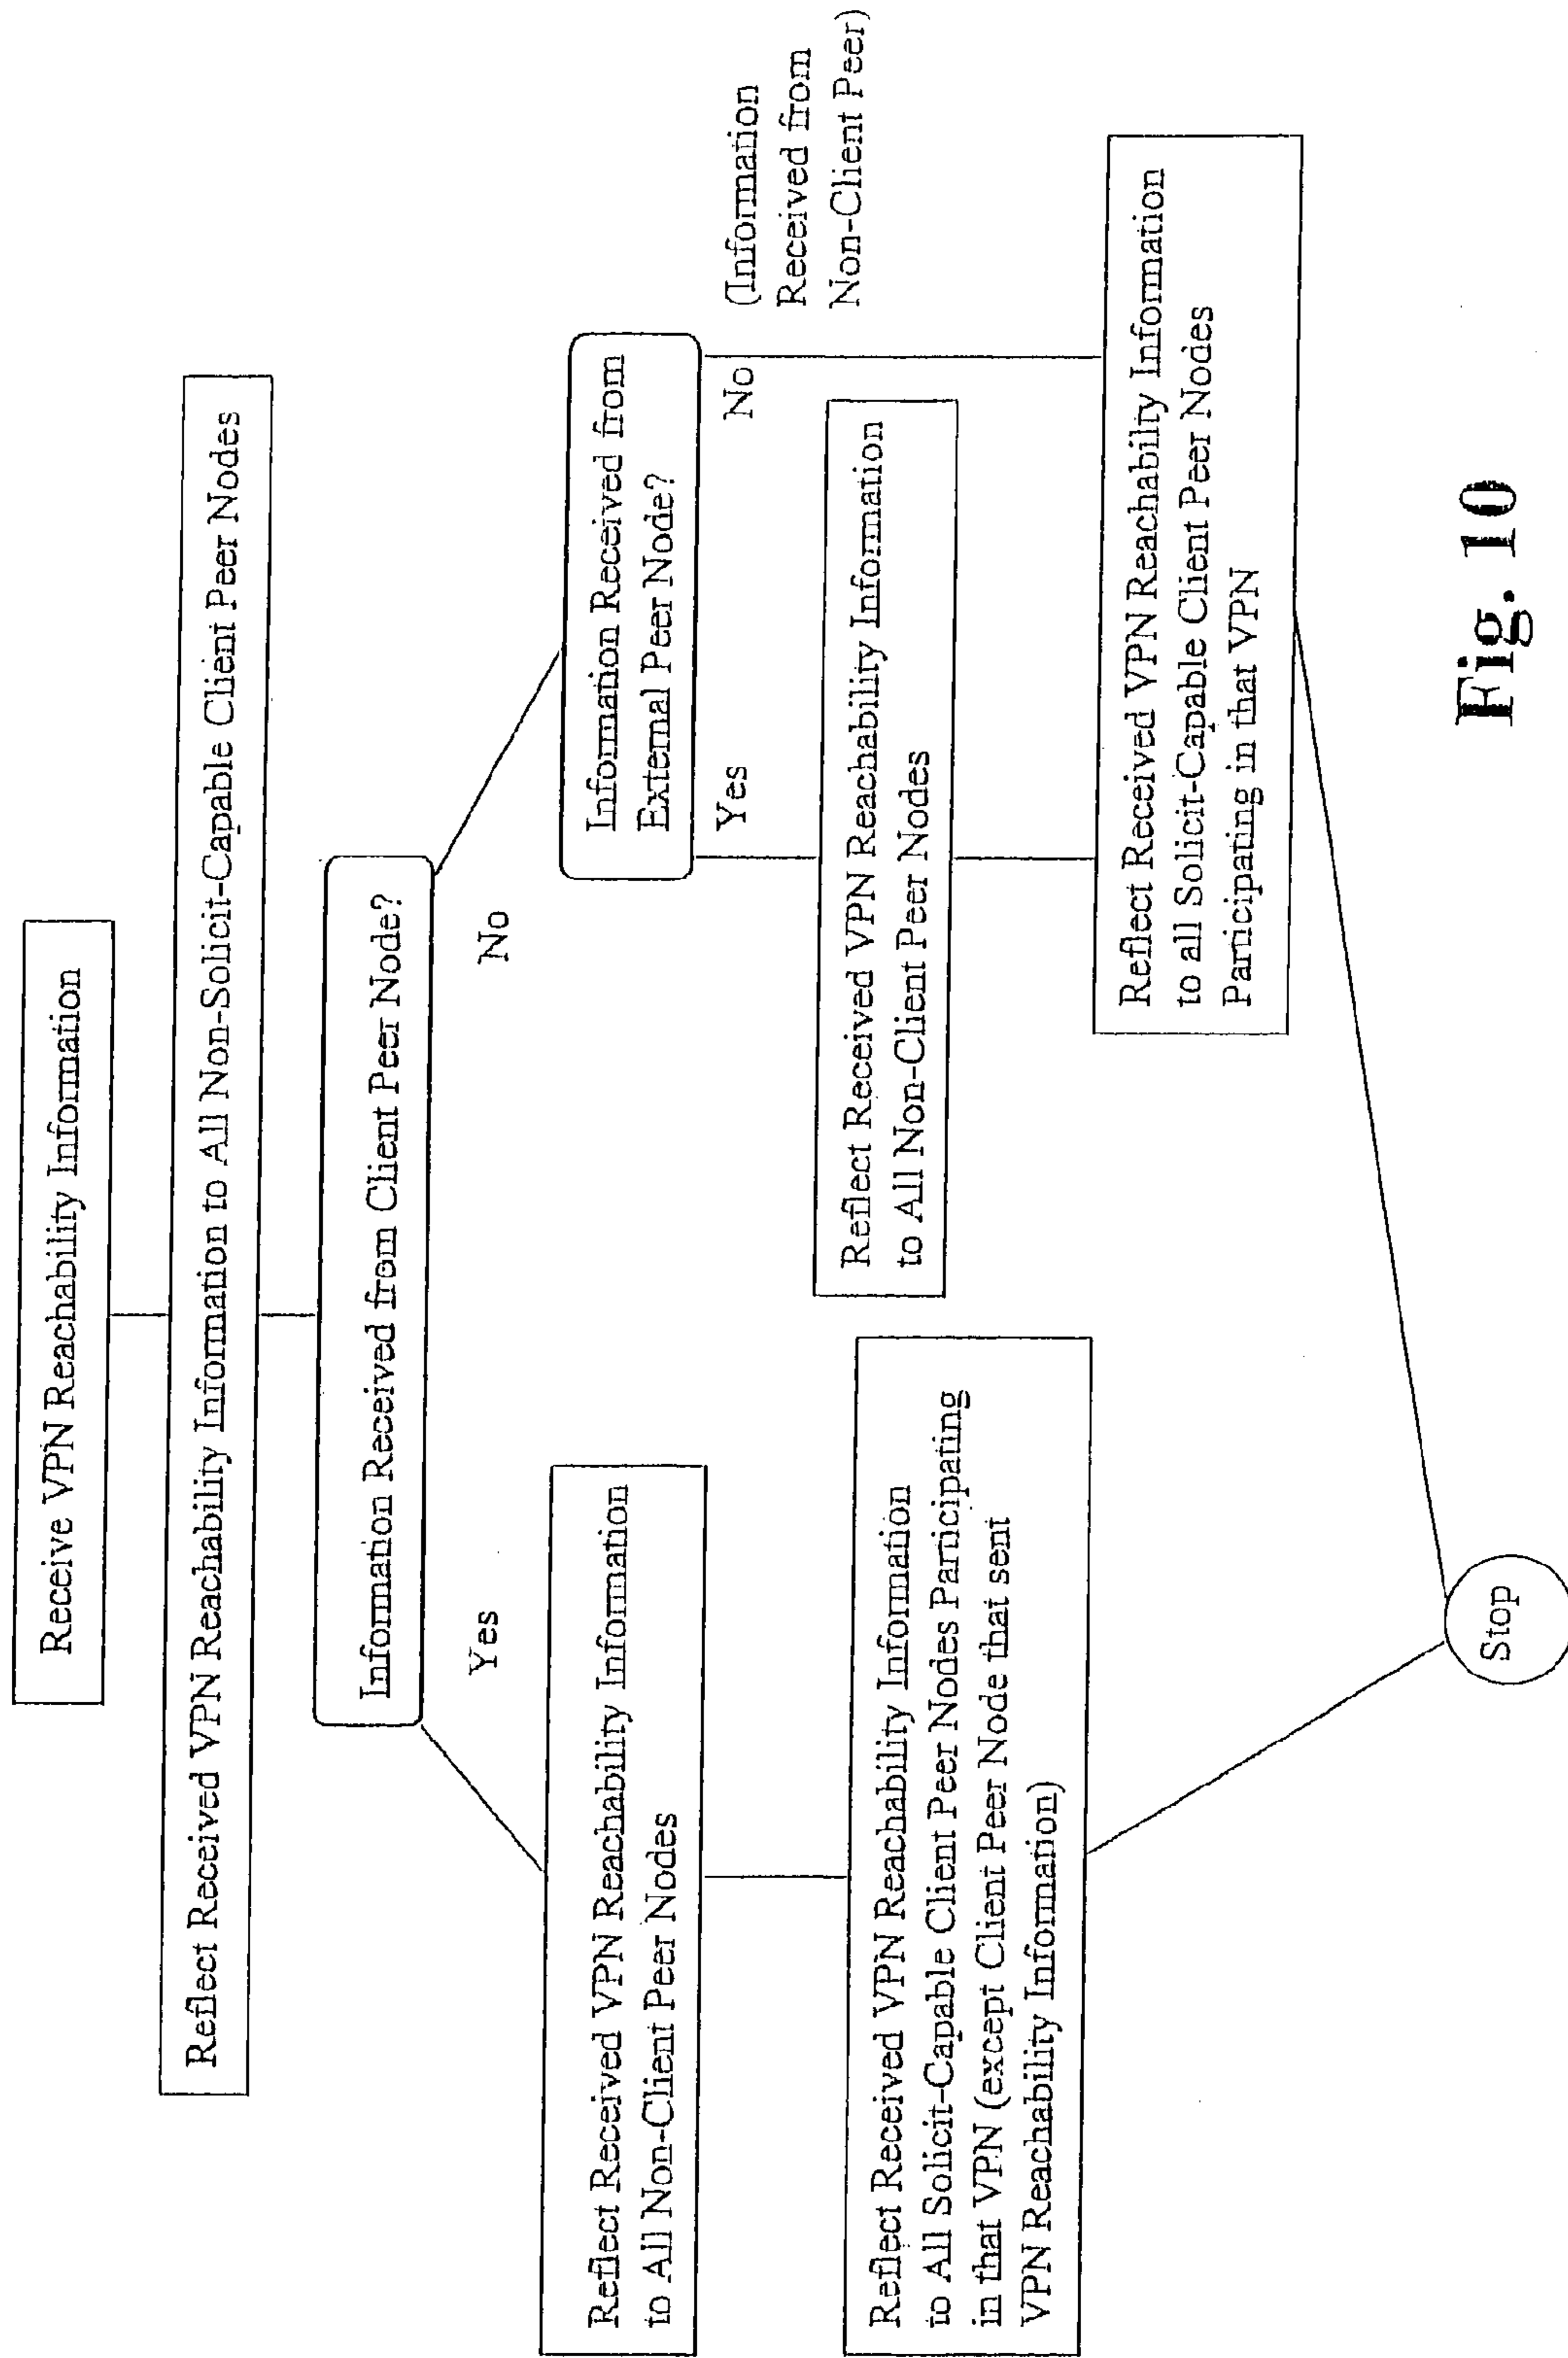 Receive VPN Reachability Information
Reflect Received VPN Reachability Information to All Non-Solicit-Capable Client Peer Nodes
Information Received from Client Peer Node?
Yes
No
Reflect Received VPN Reachability Information
to All Non-Client Peer Nodes
Information Received from
External Peer Node?
Yes
No
(Information
Received from
Non-Client Peer)
Reflect Received VPN Reachability Information
to All Non-Client Peer Nodes
Reflect Received VPN Reachability Information
to All Solicit-Capable Client Peer Nodes Participating
in that VPN (except Client Peer Node that sent
VPN Reachability Information)
Reflect Received VPN Reachability Information
to all Solicit-Capable Client Peer Nodes
Participating in that VPN
Stop
Fig. 10